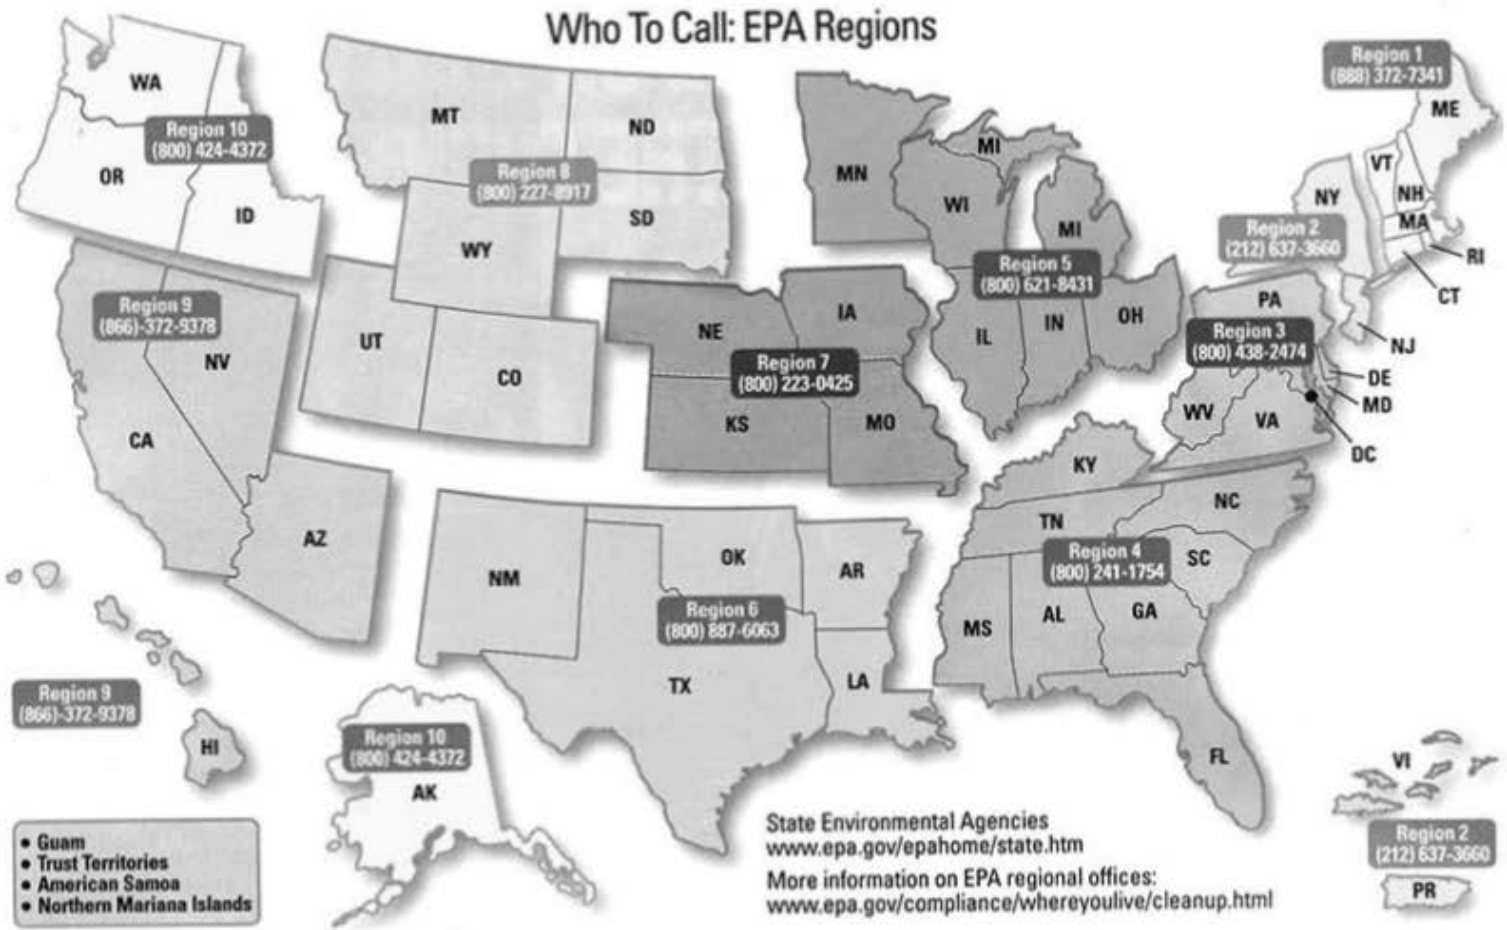 Who To Call: EPA Regions
Region 1
(888) 372-7341
WA
MT
ND
MN
MI
ME
Region 10
(800) 424-4372
OR
ID
Region 8
(800) 227-8917
WY
SD
WI
MI
NY
VT
NH
MA
RI
CT
Region 2
(212) 637-3660
Region 9
(866)-372-9378
NV
CA
UT
CO
NE
IA
Region 7
(800) 223-0425
KS
MO
Region 5
(800) 621-8431
IL
IN
OH
PA
NJ
Region 3
(800) 438-2474
DE
MD
DC
WV
VA
KY
TN
NC
AZ
NM
OK
AR
Region 6
(800) 887-6063
TX
LA
Region 4
(800) 241-1754
SC
MS
AL
GA
FL
Region 9
(866)-372-9378
HI
Region 10
(800) 424-4372
AK
VI
Region 2
(212) 637-3660
PR
• Guam
• Trust Territories
• American Samoa
• Northern Mariana Islands
State Environmental Agencies
www.epa.gov/epahome/state.htm
More information on EPA regional offices:
www.epa.gov/compliance/whereyoulive/cleanup.html